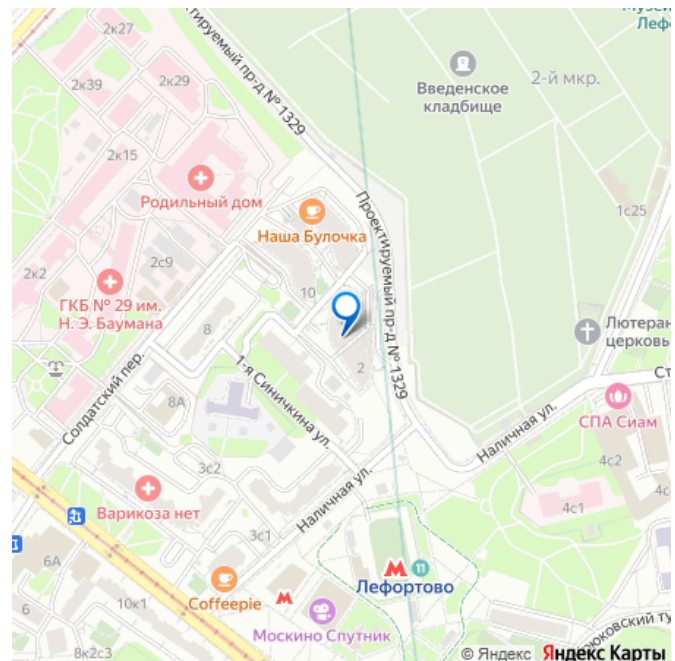 Музей
Лефо
2к27
2к39
2к29
Проектируемый пр-д № 1329
Введенское
кладбище
2-й мкр.
2к15
Родильный дом
Наша Булочка
Проектируемый пр-д № 1329
1с25
2к2
2с9
ГКБ № 29 им.
Н. Э. Баумана
10
8
2
Лютеран
церковь
Солдатский пер.
8А
1-я Синичкина ул.
Наличная ул.
Ст
СПА Сиам
3с2
4с2
4с
Варикоза нет
Наличная ул.
4с1
3с1
6А
Coffeepie
11
Лефортово
6
10к1
Москино Спутник
рюковский ту
8к2с3
© Яндекс Яндекс Карты